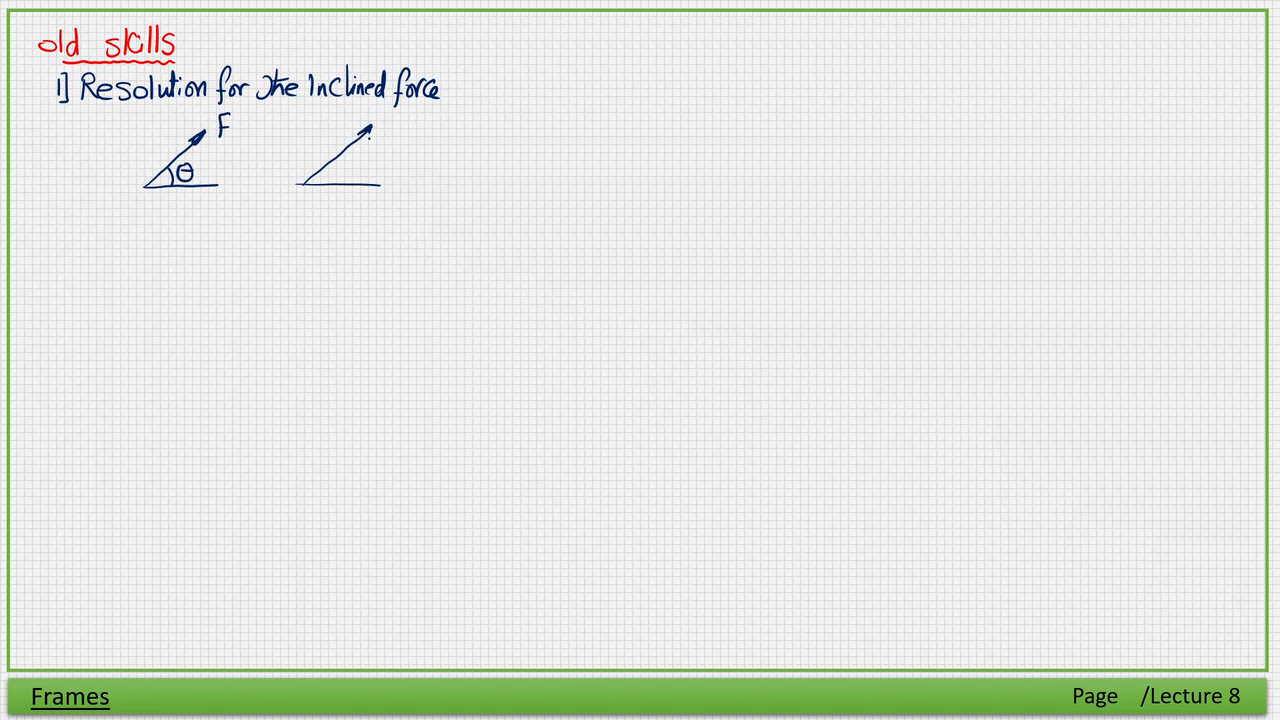 old skills
1] Resolution for the Inclined force
F
θ
Frames
Page /Lecture 8